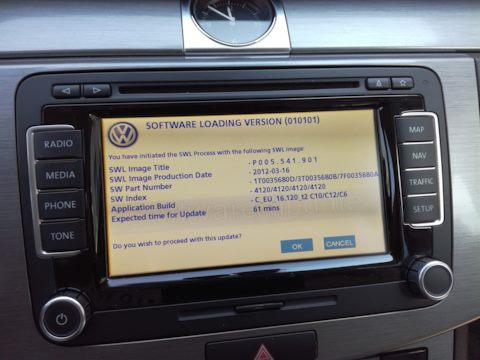 SOFTWARE LOADING VERSION (010101)
You have initiated the SWL Process with the following SWL image:
SWL Image Title - P005.541.901
SWL Image Production Date - 2012-03-16
SW Part Number - 1T0035680D/3T0035680B/7F0035680A
SW Index - 4120/4120/4120/4120
Application Build - C_EU_16.120_t2 C10/C12/C6
Expected time for Update 61 mins
Do you wish to proceed with this update?
OK CANCEL
RADIO
MEDIA
PHONE
TONE
MAP
NAV
TRAFFIC
SETUP